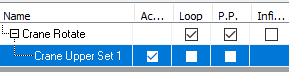 Name Ac... Loop P.P. Infi...
Crane Rotate
Crane Upper Set 1